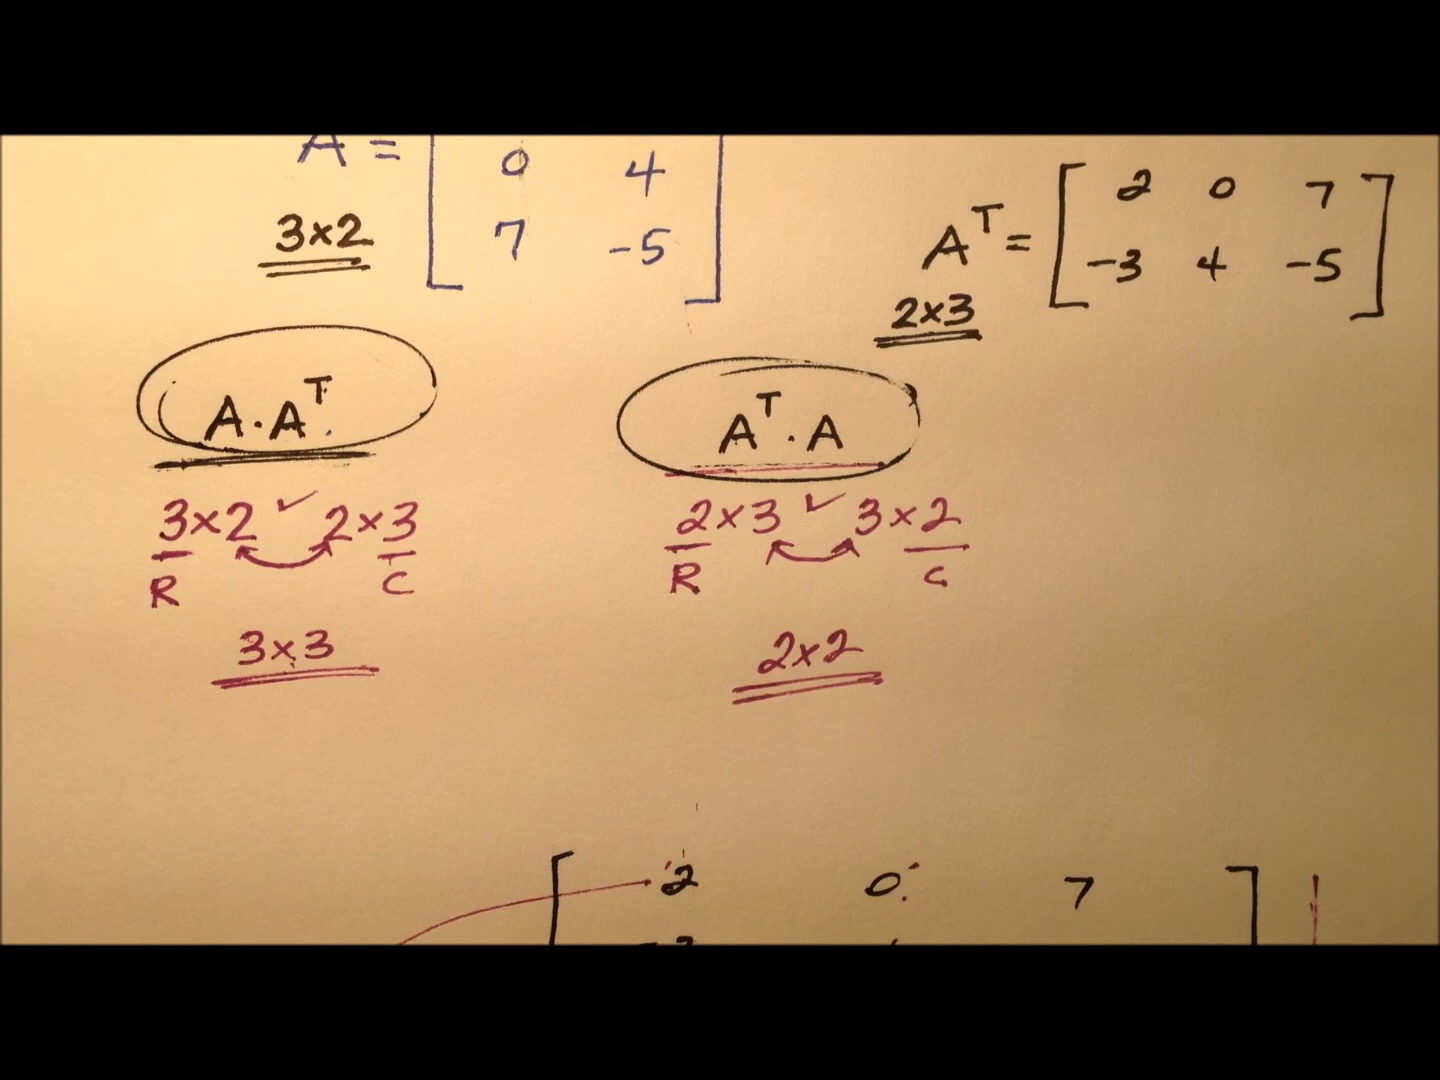 A =
0 4
7 -5
3×2
A^T =
2 0 7
-3 4 -5
2×3
A·A^T
A^T·A
3×2 ✓ 2×3
R C
3×3
2×3 ✓ 3×2
R C
2×2
2 0 7